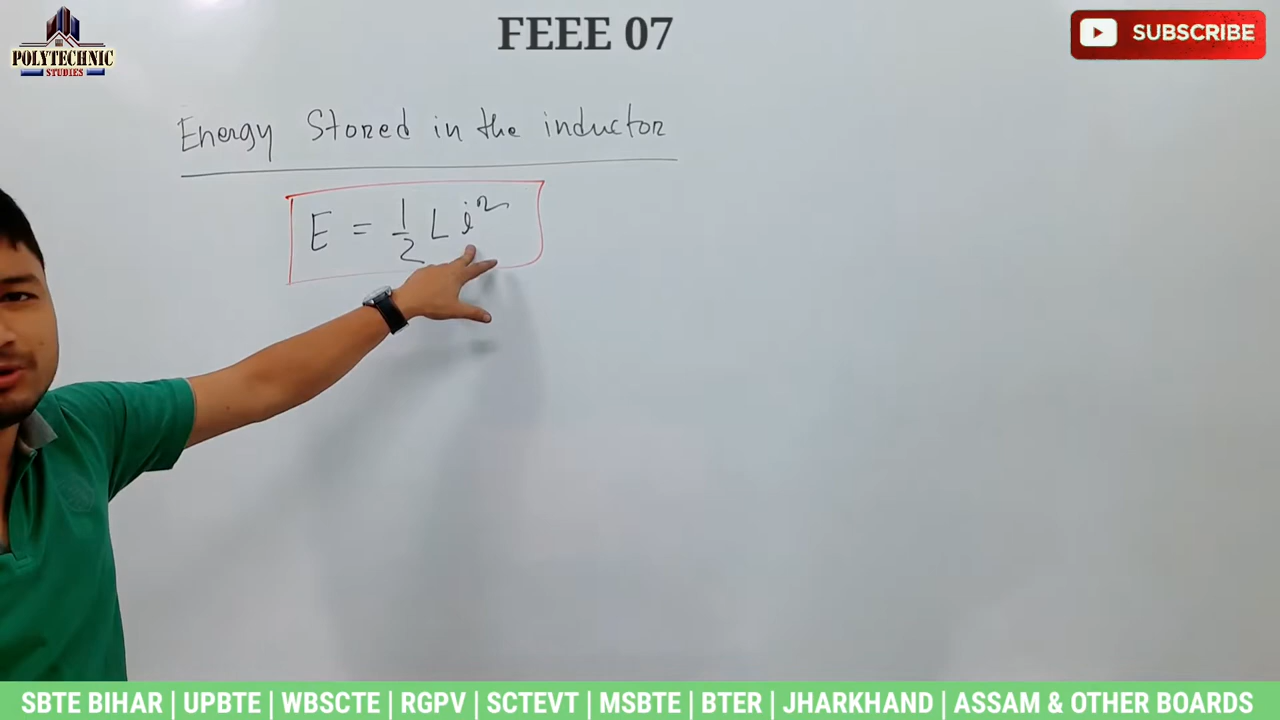 FEEE 07
SUBSCRIBE
POLYTECHNIC
STUDIES
Energy Stored in the inductor
E = 1/2 L i²
SBTE BIHAR | UPBTE | WBSCTE | RGPV | SCTEVT | MSBTE | BTER | JHARKHAND | ASSAM & OTHER BOARDS